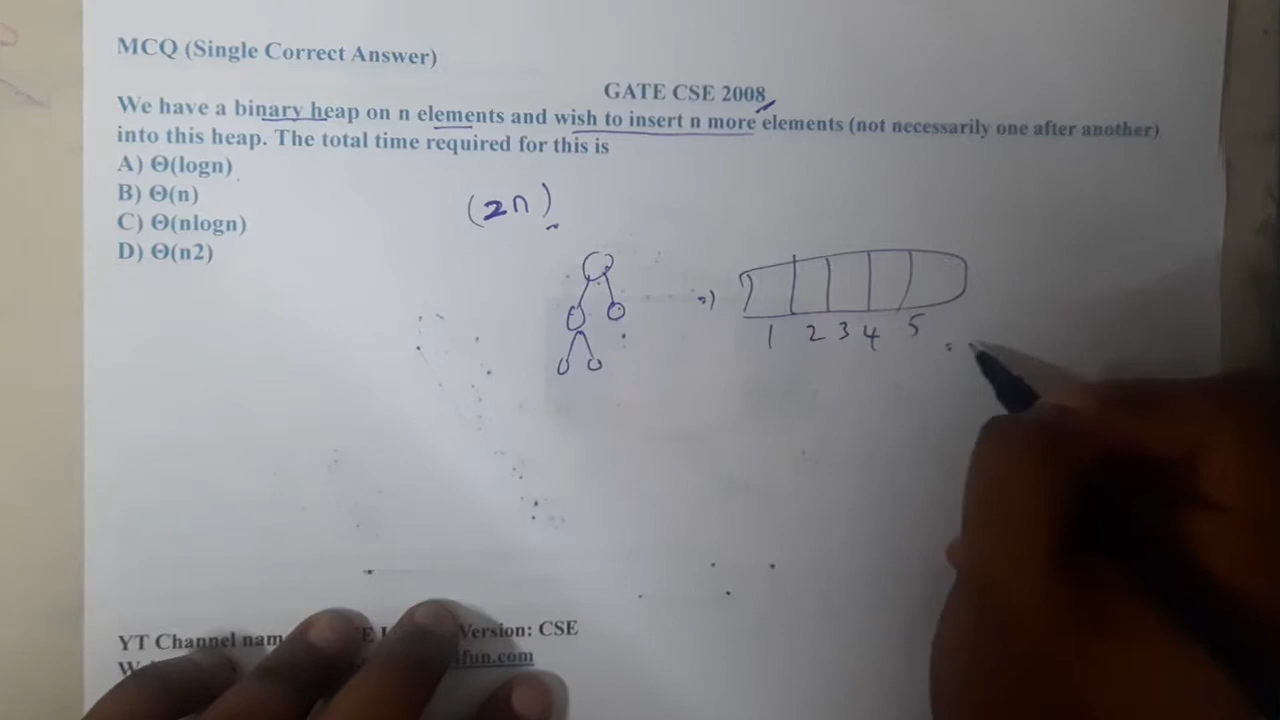 MCQ (Single Correct Answer)
GATE CSE 2008
We have a binary heap on n elements and wish to insert n more elements (not necessarily one after another)
into this heap. The total time required for this is
A) Θ(logn)
B) Θ(n)
C) Θ(nlogn)
D) Θ(n2)
(2n)
1 2 3 4 5
YT Channel
Version: CSE
ifun.com